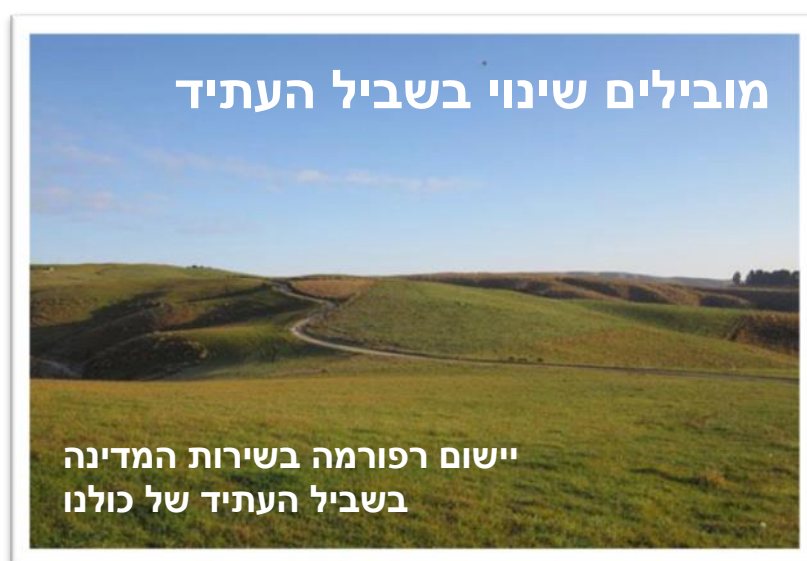 מובילים שינוי בשביל העתיד
יישום רפורמה בשירות המדינה
בשביל העתיד של כולנו